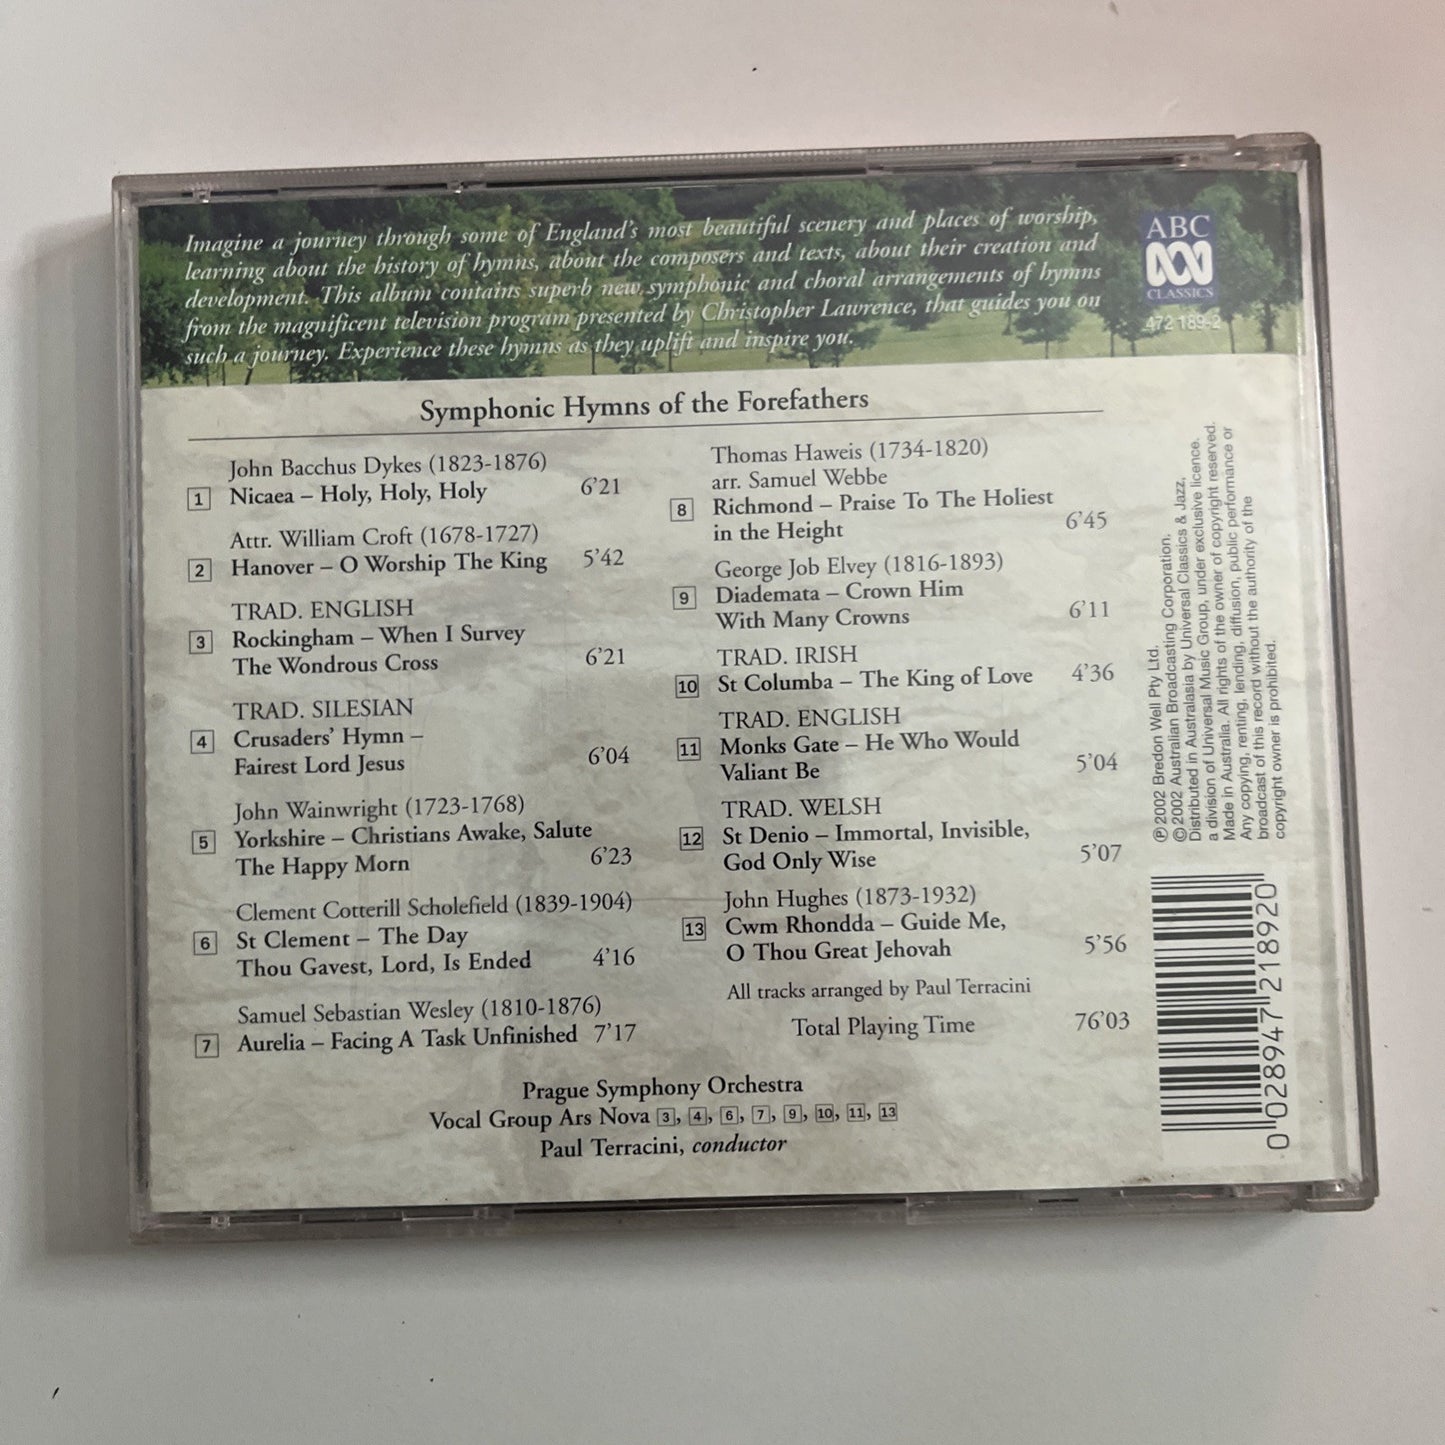 Imagine a journey through some of England's most beautiful scenery and places of worship,
learning about the history of hymns, about the composers and texts, about their creation and
development. This album contains superb new symphonic and choral arrangements of hymns
from the magnificent television program presented by Christopher Lawrence, that guides you on
such a journey. Experience these hymns as they uplift and inspire you.
ABC
CLASSICS
472 189-2
Symphonic Hymns of the Forefathers
John Bacchus Dykes (1823-1876)
1 Nicaea – Holy, Holy, Holy 6'21
Attr. William Croft (1678-1727)
2 Hanover – O Worship The King 5'42
TRAD. ENGLISH
3 Rockingham – When I Survey
The Wondrous Cross 6'21
TRAD. SILESIAN
4 Crusaders' Hymn –
Fairest Lord Jesus 6'04
John Wainwright (1723-1768)
5 Yorkshire – Christians Awake, Salute
The Happy Morn 6'23
Clement Cotterill Scholefield (1839-1904)
6 St Clement – The Day
Thou Gavest, Lord, Is Ended 4'16
Samuel Sebastian Wesley (1810-1876)
7 Aurelia – Facing A Task Unfinished 7'17
Thomas Haweis (1734-1820)
arr. Samuel Webbe
8 Richmond – Praise To The Holiest
in the Height 6'45
George Job Elvey (1816-1893)
9 Diademata – Crown Him
With Many Crowns 6'11
TRAD. IRISH
10 St Columba – The King of Love 4'36
TRAD. ENGLISH
11 Monks Gate – He Who Would
Valiant Be 5'04
TRAD. WELSH
12 St Denio – Immortal, Invisible,
God Only Wise 5'07
John Hughes (1873-1932)
13 Cwm Rhondda – Guide Me,
O Thou Great Jehovah 5'56
All tracks arranged by Paul Terracini
Total Playing Time 76'03
Prague Symphony Orchestra
Vocal Group Ars Nova 3, 4, 6, 7, 9, 10, 11, 13
Paul Terracini, conductor
℗ 2002 Bredon Well Pty Ltd.
© 2002 Australian Broadcasting Corporation.
Distributed in Australasia by Universal Classics & Jazz,
a division of Universal Music Group, under exclusive licence.
Made in Australia. All rights of the owner of copyright reserved.
Any copying, renting, lending, diffusion, public performance or
broadcast of this record without the authority of the
copyright owner is prohibited.
0 028947 218920